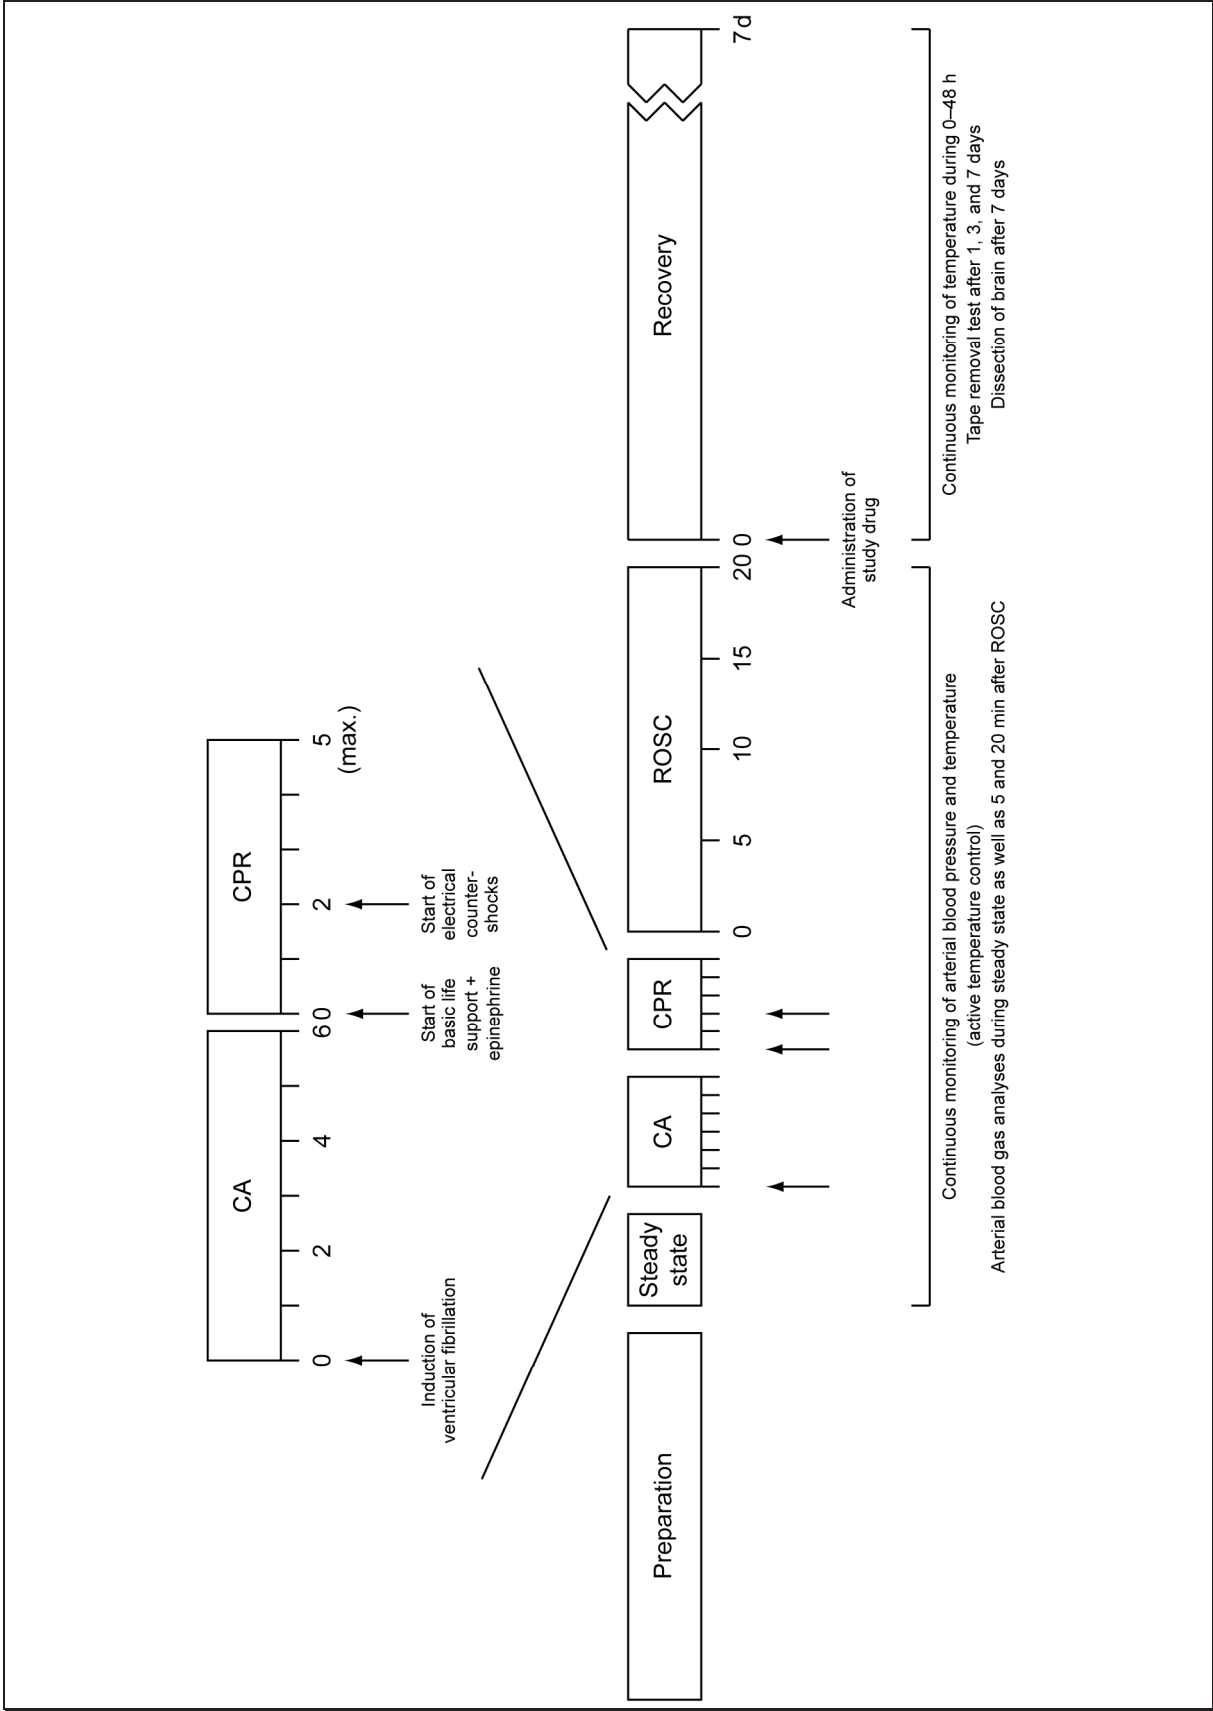 CA
CPR
0
2
4
6
0
2
5
(max.)
Induction of
ventricular fibrillation
Start of
basic life
support +
epinephrine
Start of
electrical
counter-
shocks
Preparation
Steady
state
CA
CPR
ROSC
Recovery
0
5
10
15
20
0
7d
Administration of
study drug
Continuous monitoring of arterial blood pressure and temperature
(active temperature control)
Arterial blood gas analyses during steady state as well as 5 and 20 min after ROSC
Continuous monitoring of temperature during 0–48 h
Tape removal test after 1, 3, and 7 days
Dissection of brain after 7 days